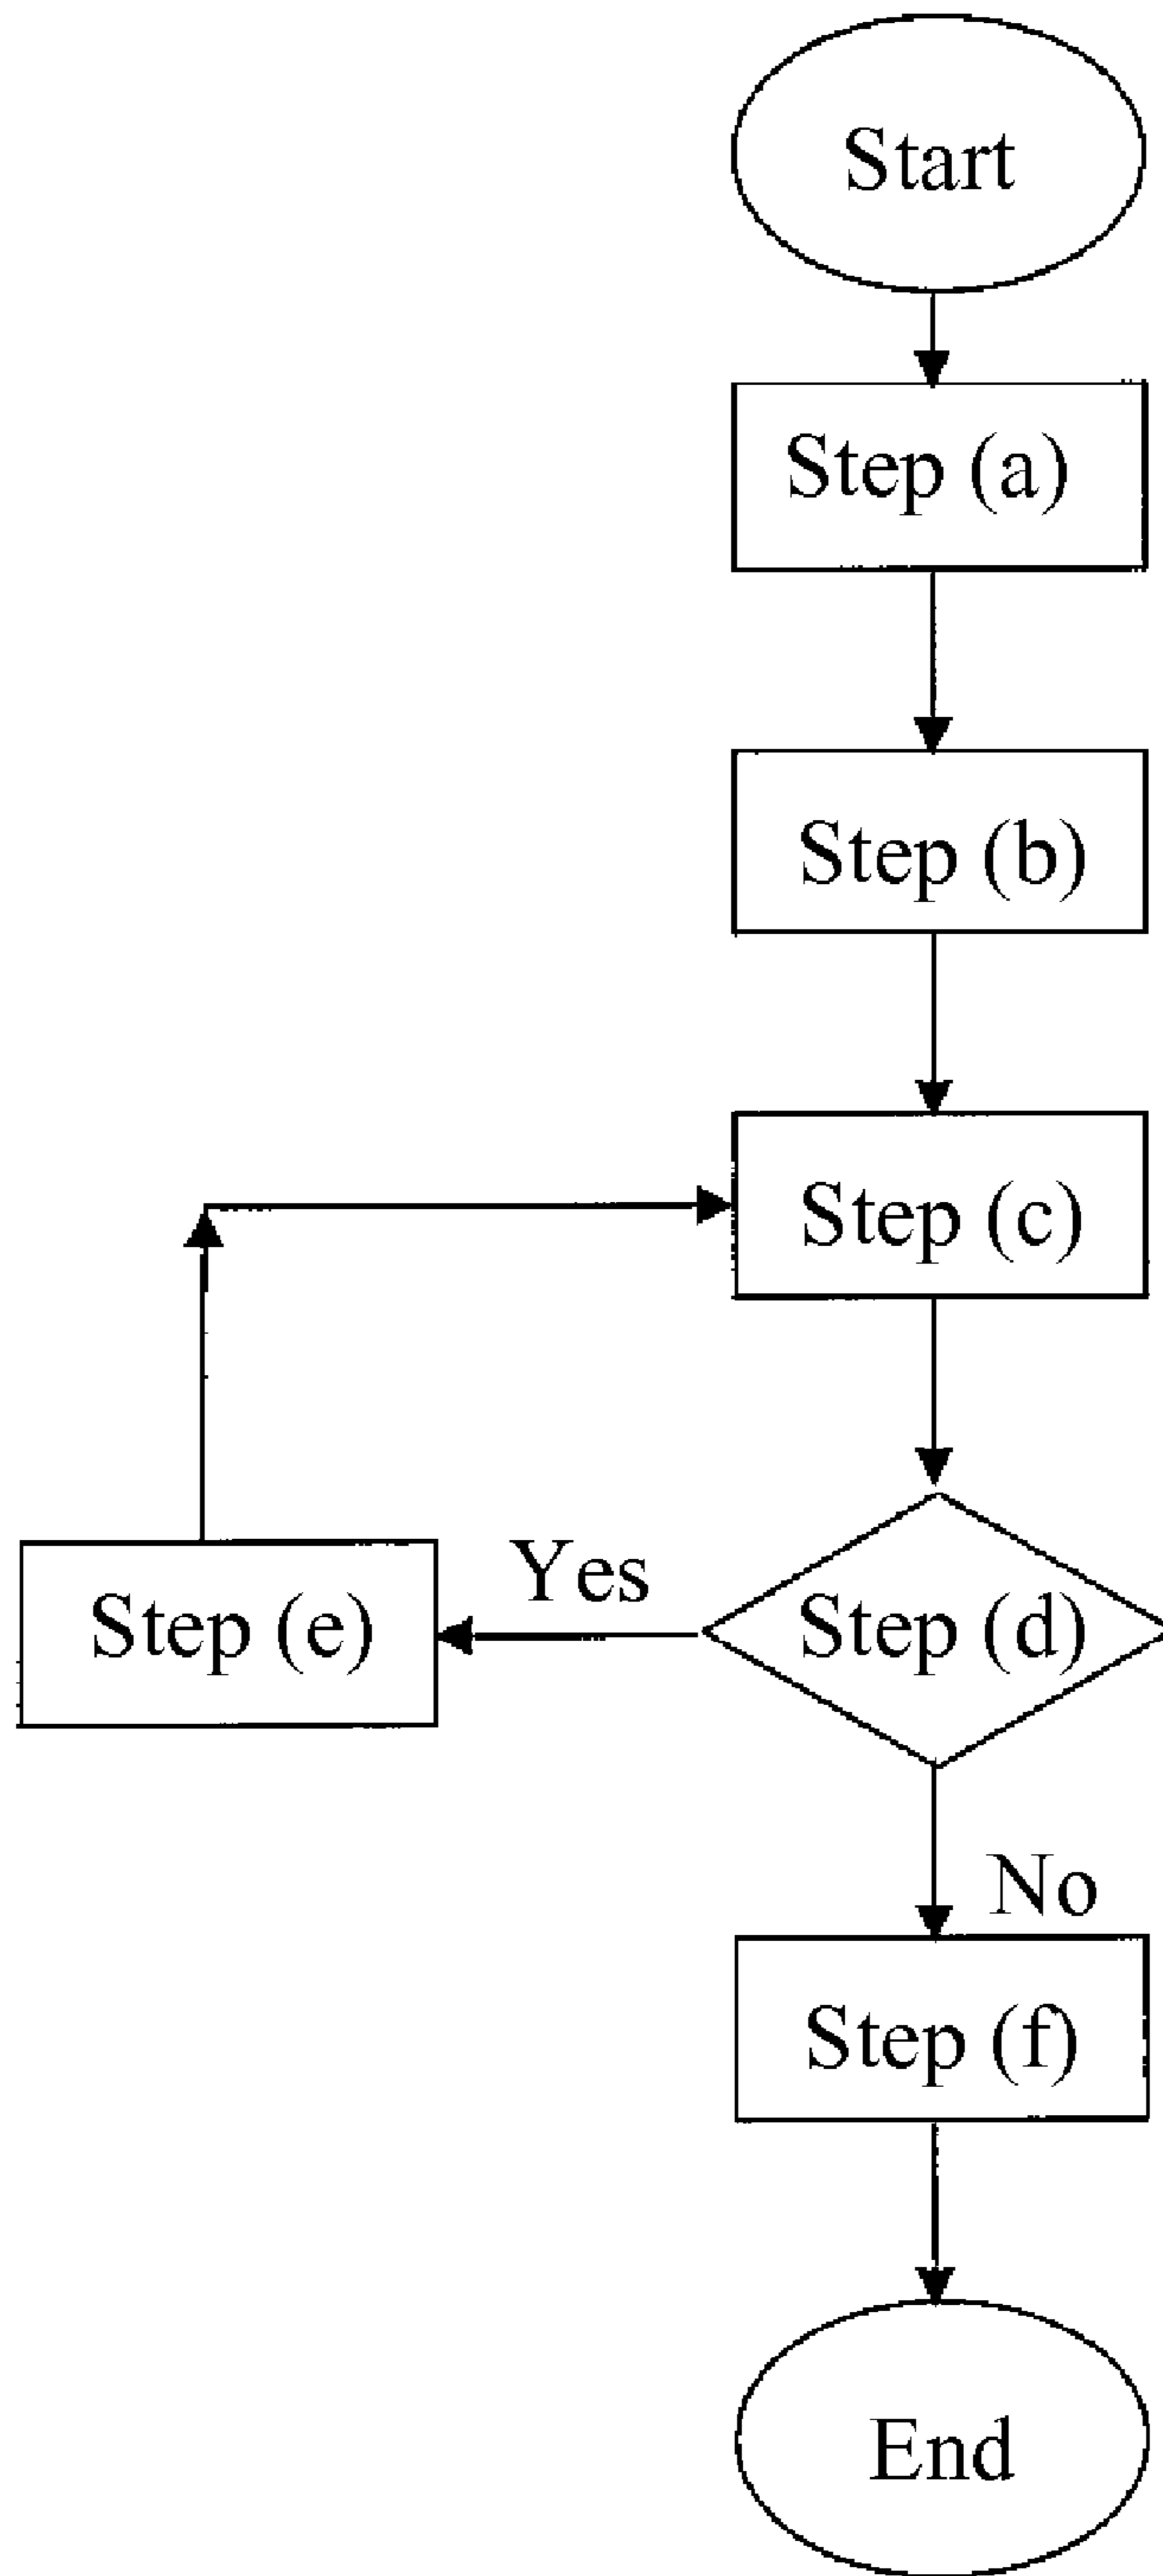 Start
Step (a)
Step (b)
Step (c)
Yes
Step (e)
Step (d)
No
Step (f)
End